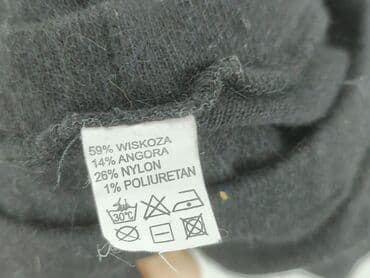 59% WISKOZA
14% ANGORA
26% NYLON
1% POLIURETAN
30°C